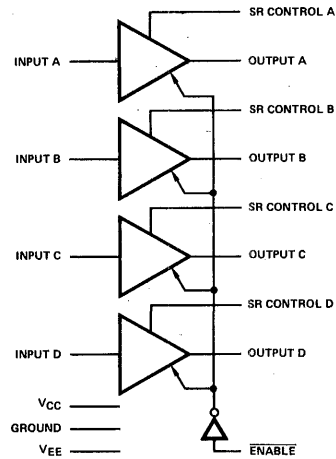 SR CONTROL A
INPUT A OUTPUT A
SR CONTROL B
INPUT B OUTPUT B
SR CONTROL C
INPUT C OUTPUT C
SR CONTROL D
INPUT D OUTPUT D
VCC
GROUND
VEE ENABLE